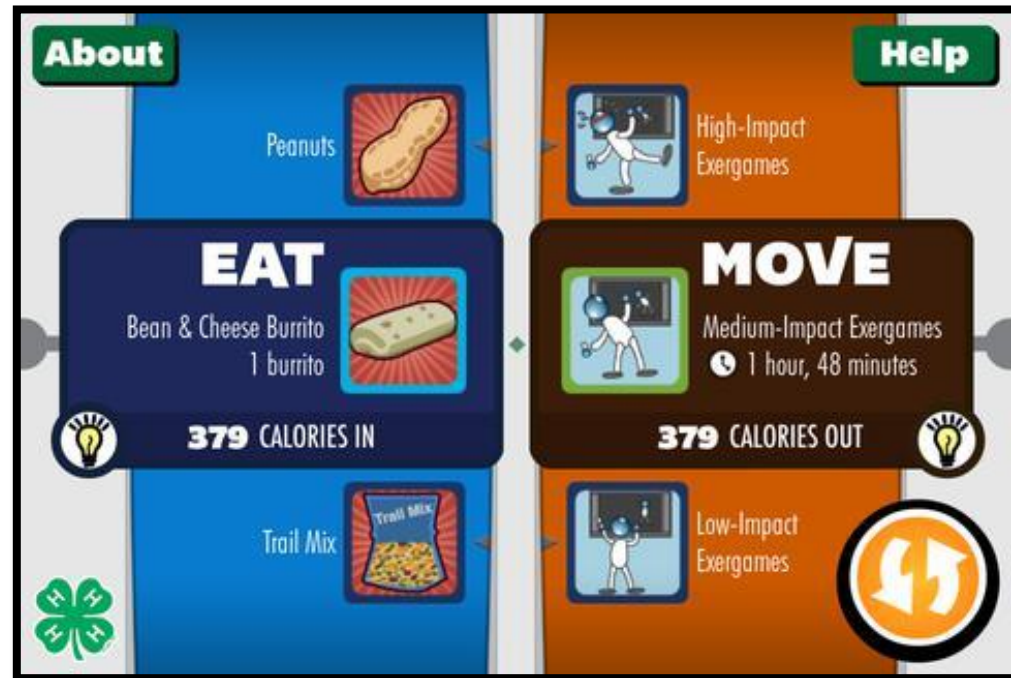 About
Help
Peanuts
High-Impact
Exergames
EAT
Bean & Cheese Burrito
1 burrito
379 CALORIES IN
MOVE
Medium-Impact Exergames
1 hour, 48 minutes
379 CALORIES OUT
Trail Mix
Trail Mix
Low-Impact
Exergames
H H
H H